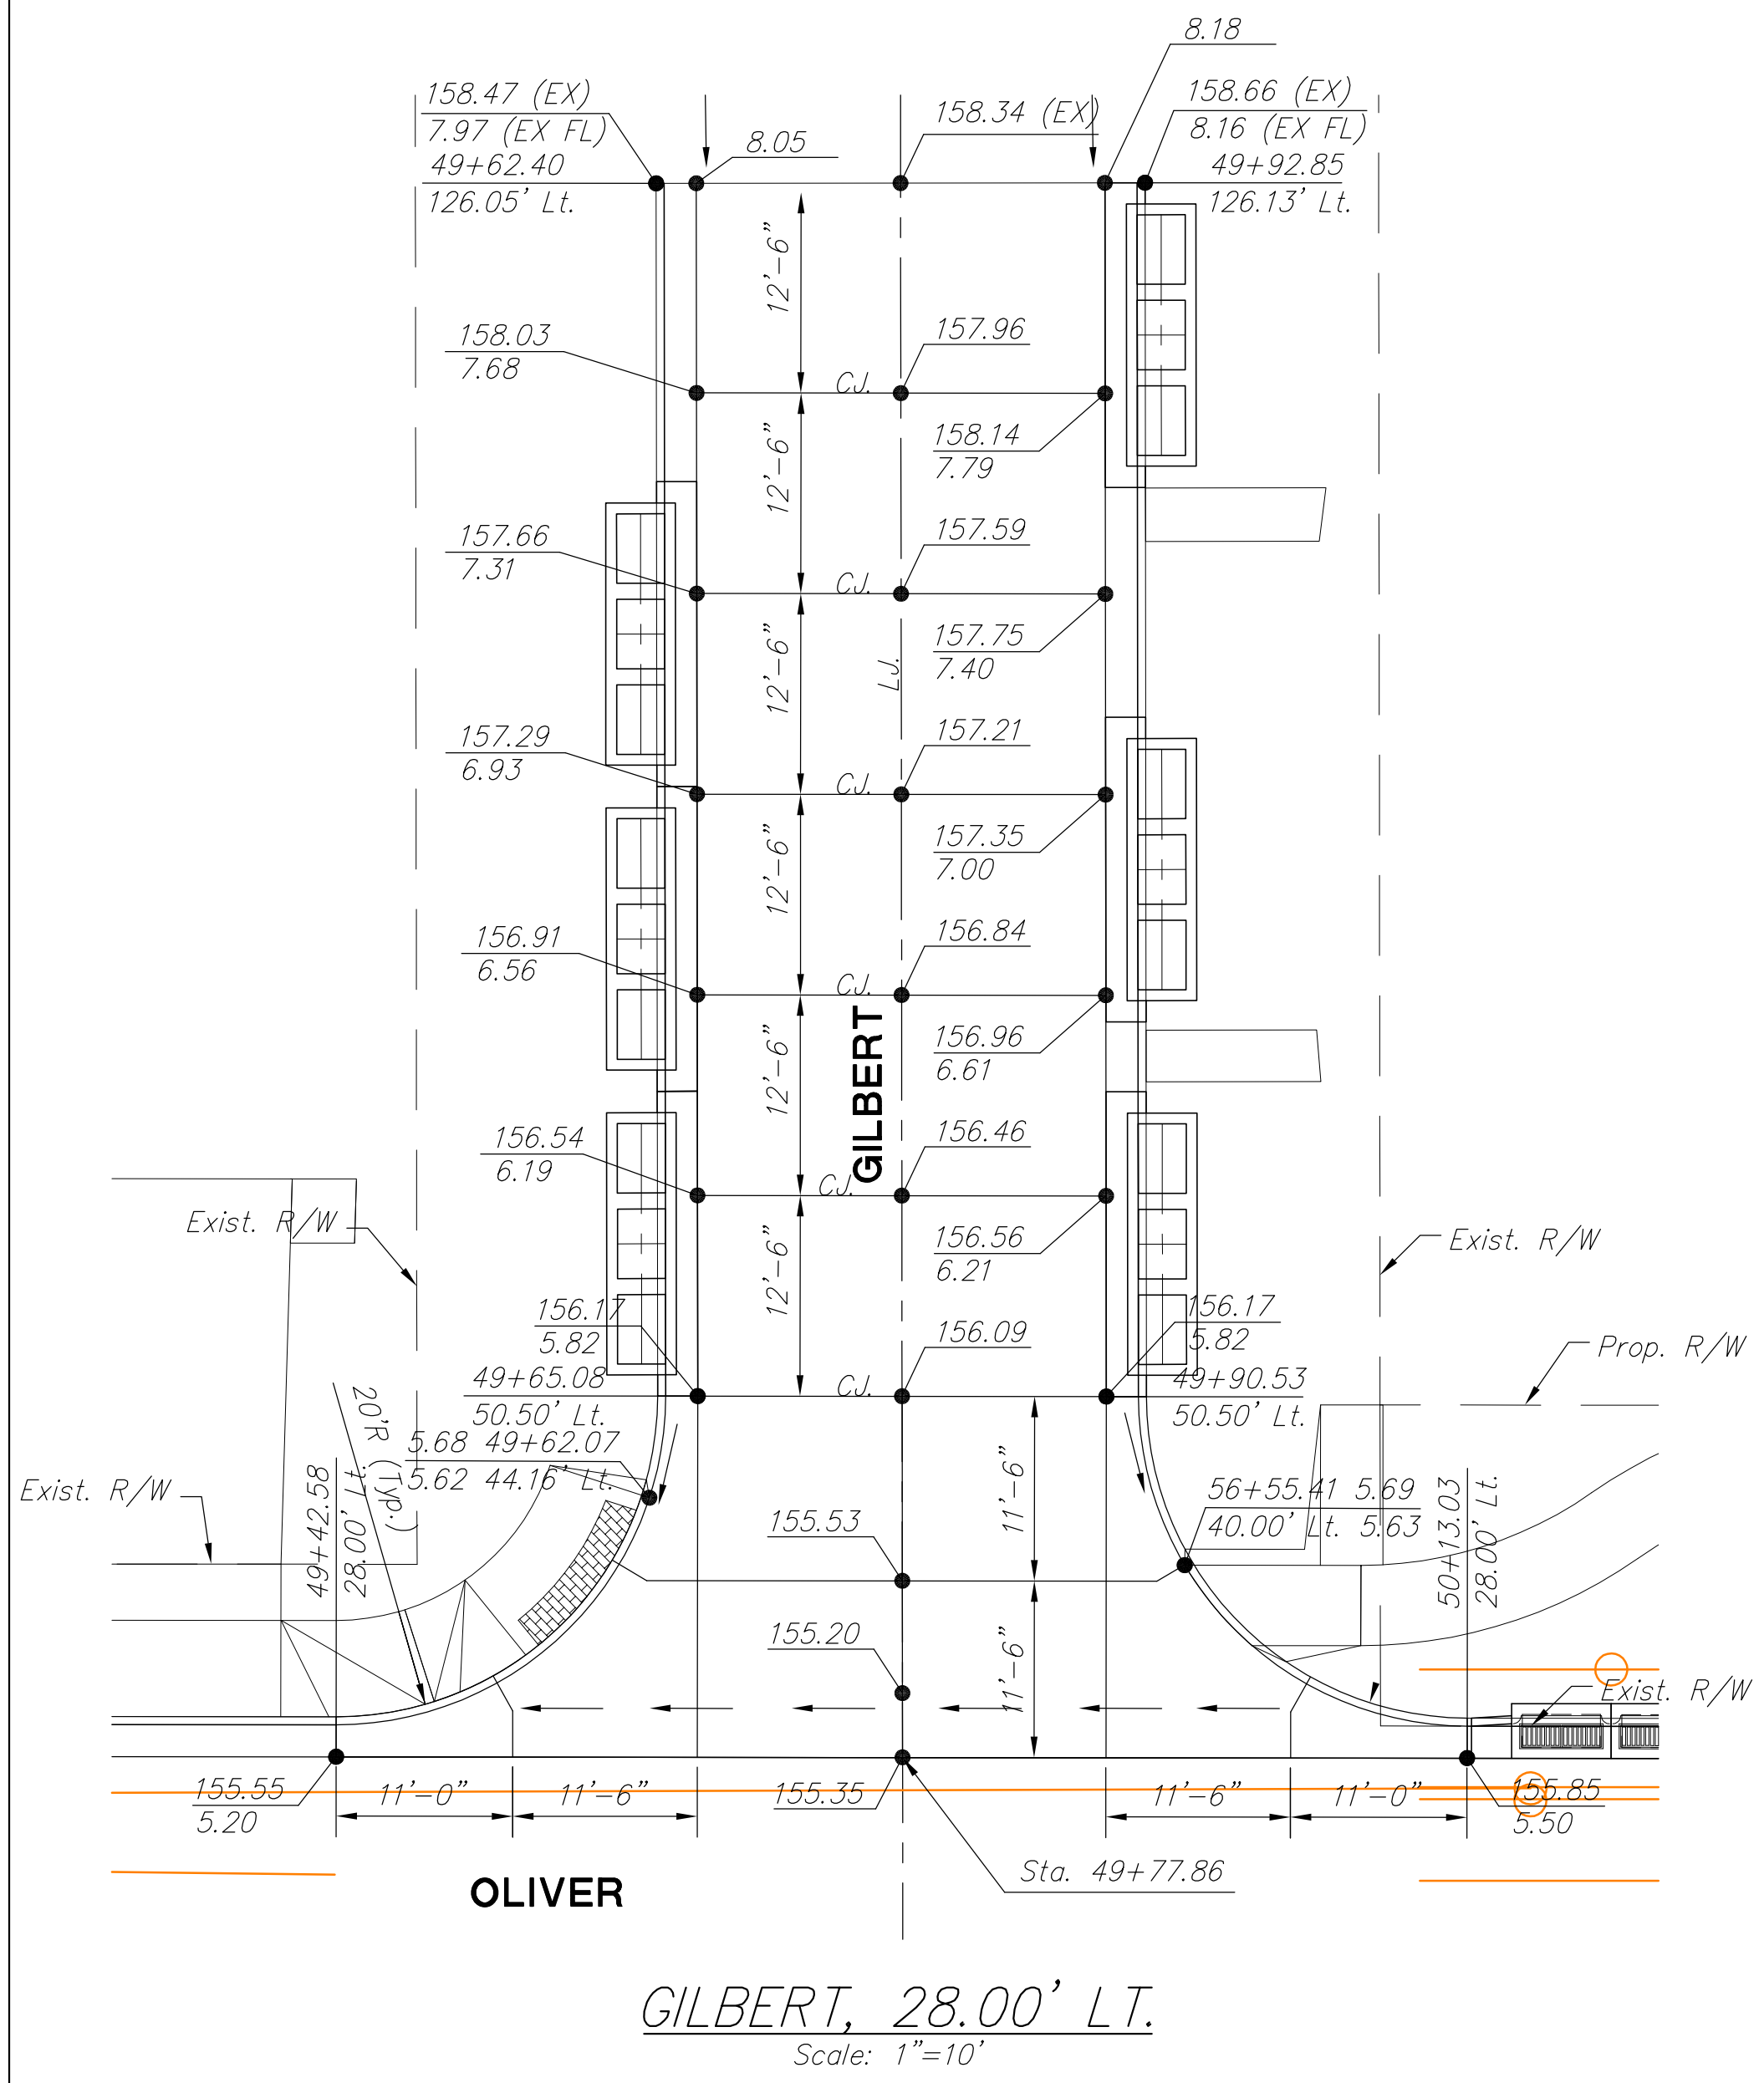 8.18
158.47 (EX)
7.97 (EX FL)
49+62.40
126.05' Lt.
8.05
158.34 (EX)
158.66 (EX)
8.16 (EX FL)
49+92.85
126.13' Lt.
12'-6"
158.03
7.68
157.96
CJ.
158.14
7.79
12'-6"
157.66
7.31
157.59
CJ.
157.75
7.40
12'-6"
LJ.
157.29
6.93
157.21
CJ.
157.35
7.00
12'-6"
156.91
6.56
156.84
CJ.
156.96
6.61
12'-6"
GILBERT
156.54
6.19
156.46
CJ.
156.56
6.21
Exist. R/W
Exist. R/W
12'-6"
156.17
5.82
49+65.08
50.50' Lt.
156.09
CJ.
156.17
5.82
49+90.53
50.50' Lt.
Prop. R/W
20'R (Typ.)
5.68 49+62.07
5.62 44.16' Lt.
Exist. R/W
49+42.58
28.00' Lt.
11'-6"
56+55.41 5.69
40.00' Lt. 5.63
50+13.03
28.00' Lt.
155.53
155.20
11'-6"
Exist. R/W
155.55
5.20
11'-0"
11'-6"
155.35
11'-6"
11'-0"
155.85
5.50
Sta. 49+77.86
OLIVER
GILBERT, 28.00' LT.
Scale: 1"=10'